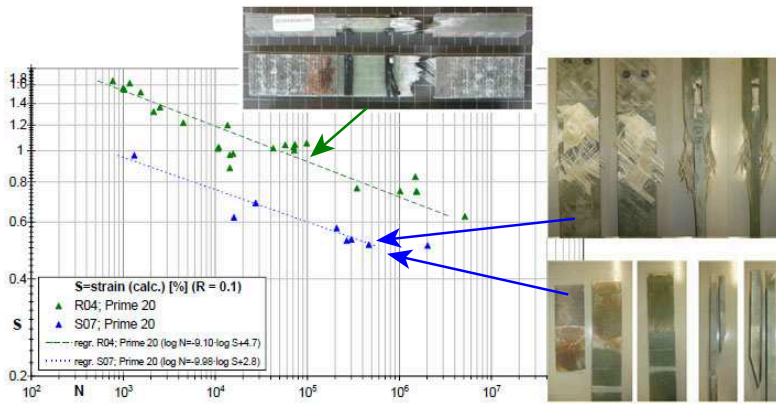 1.8
1.6
1.4
1
0.8
0.6
0.4
0.2
S
S=strain (calc.) [%] (R = 0.1)
R04; Prime 20
S07; Prime 20
regr. R04; Prime 20 (log N=-9.10·log S+4.7)
regr. S07; Prime 20 (log N=-9.98·log S+2.8)
10²
N
10³
10⁴
10⁵
10⁶
10⁷